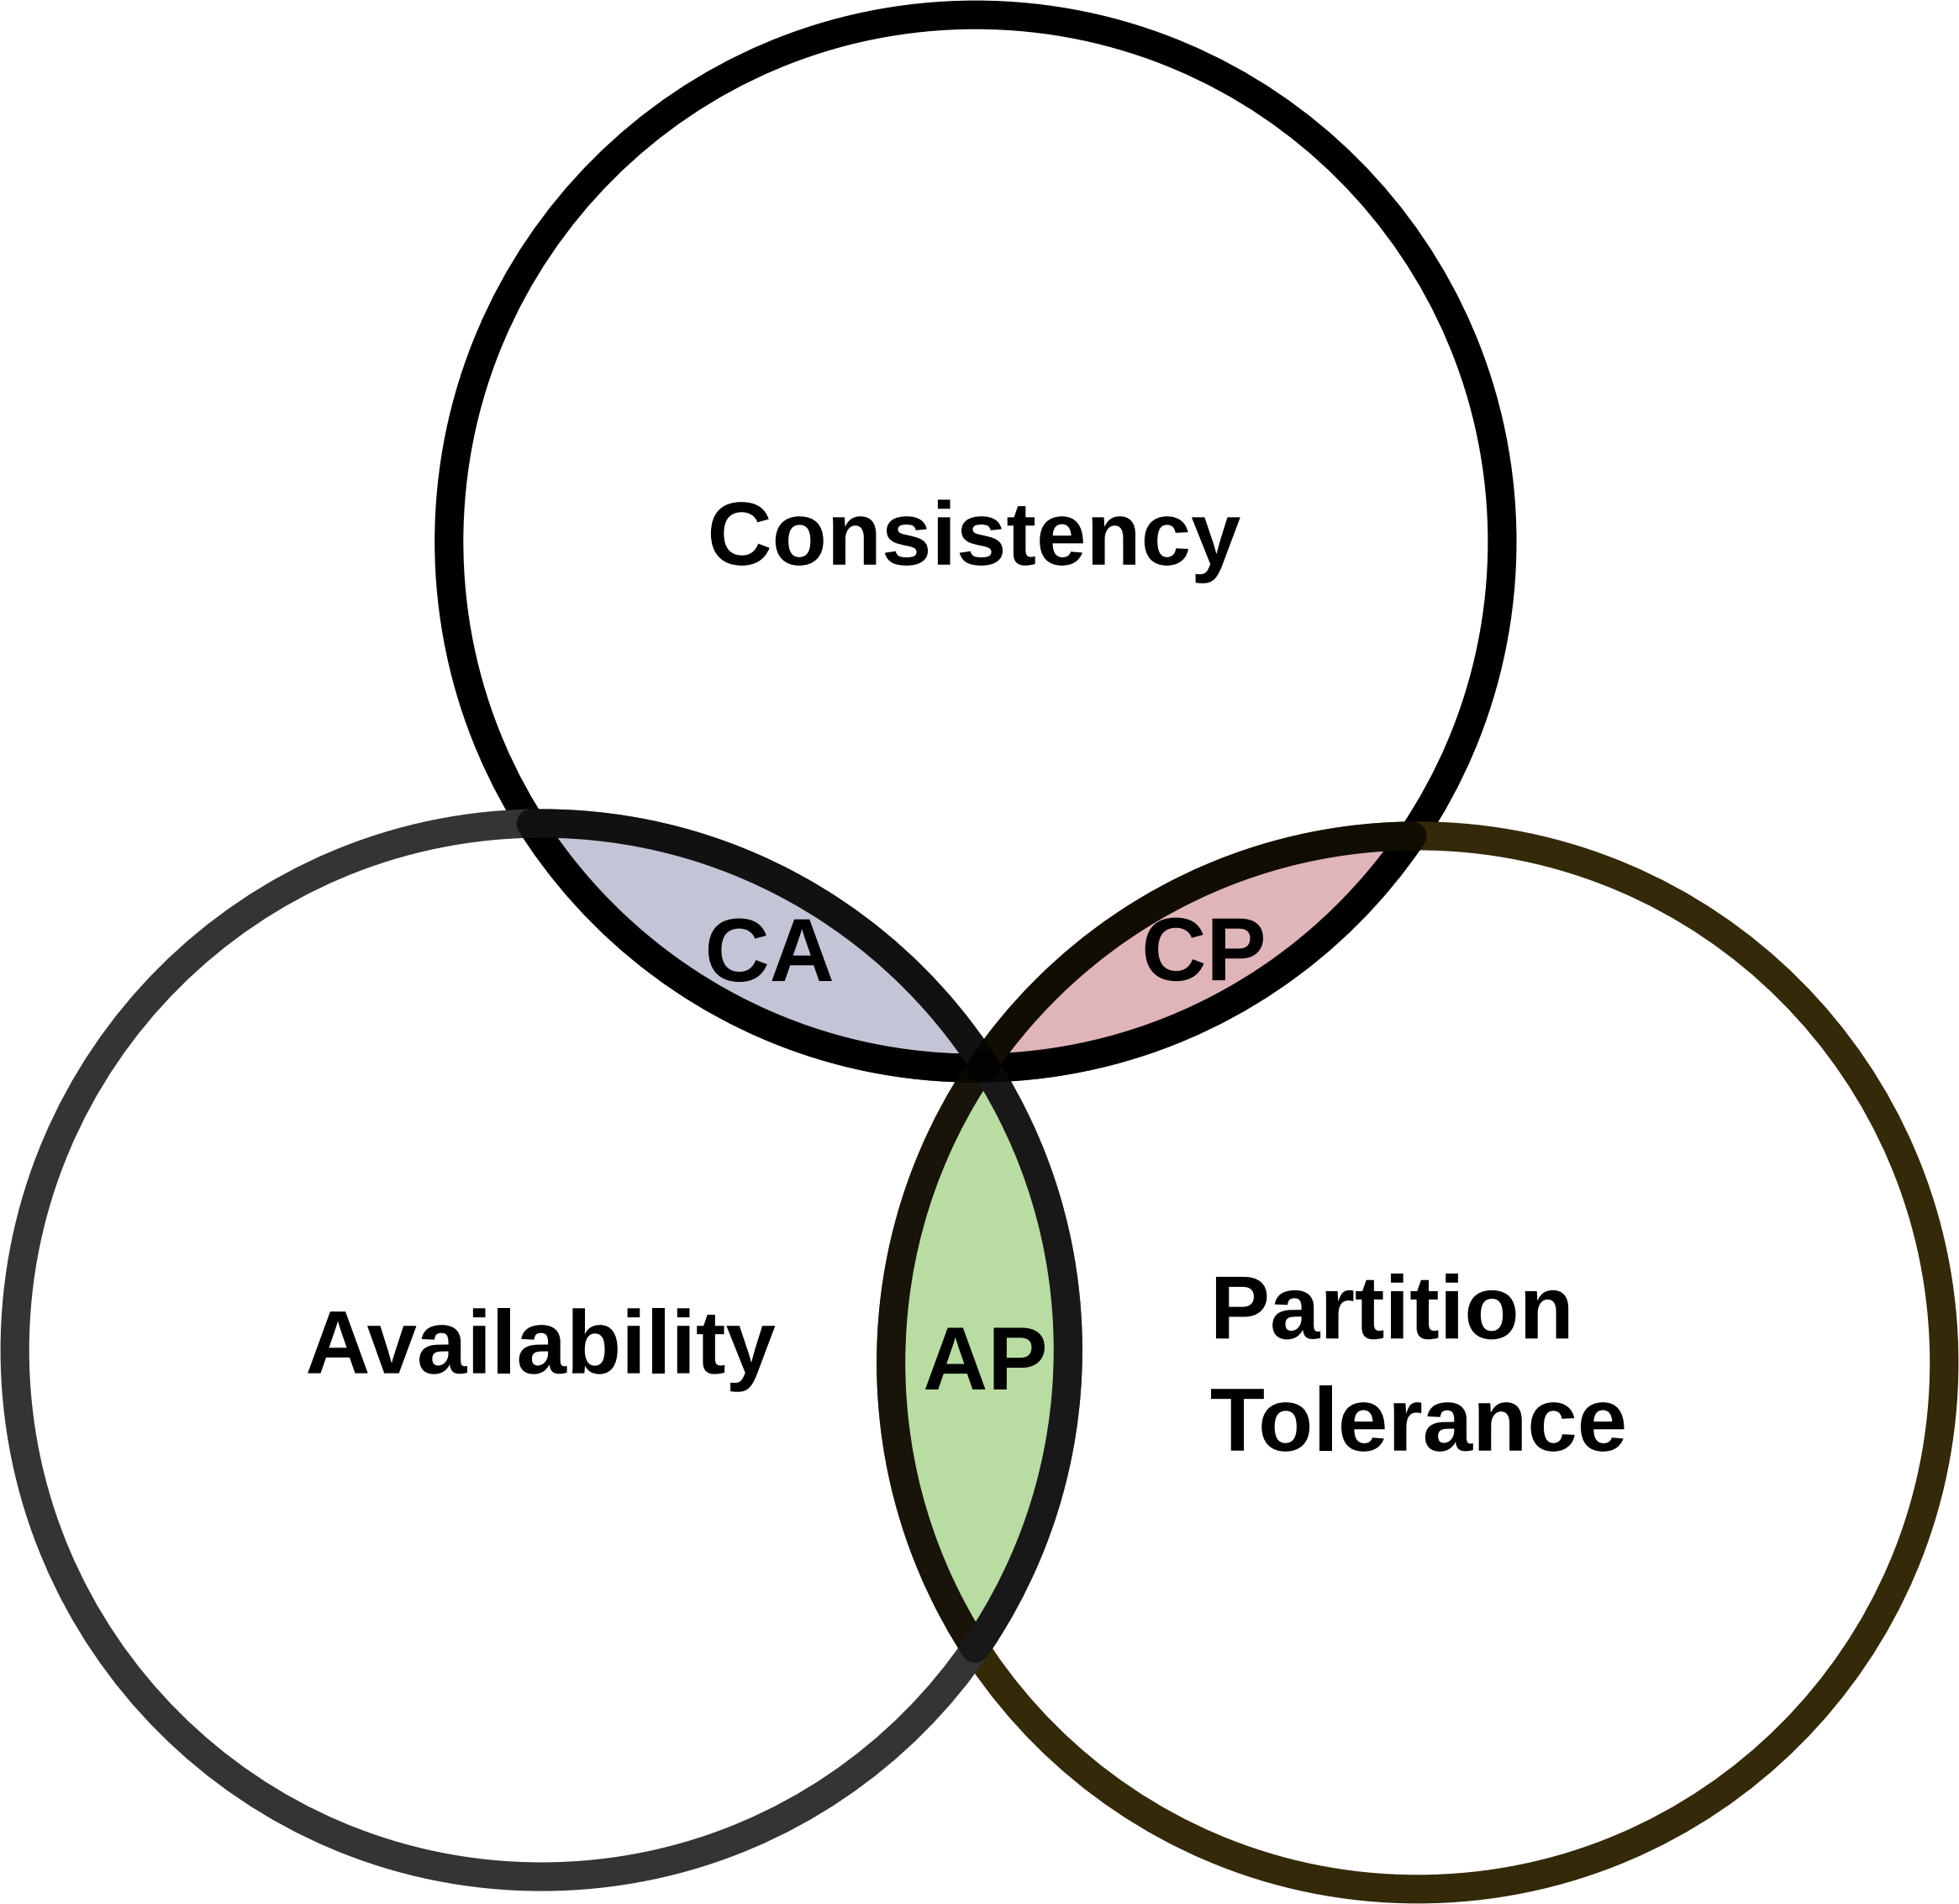 Consistency
CA
CP
Availability
AP
Partition
Tolerance